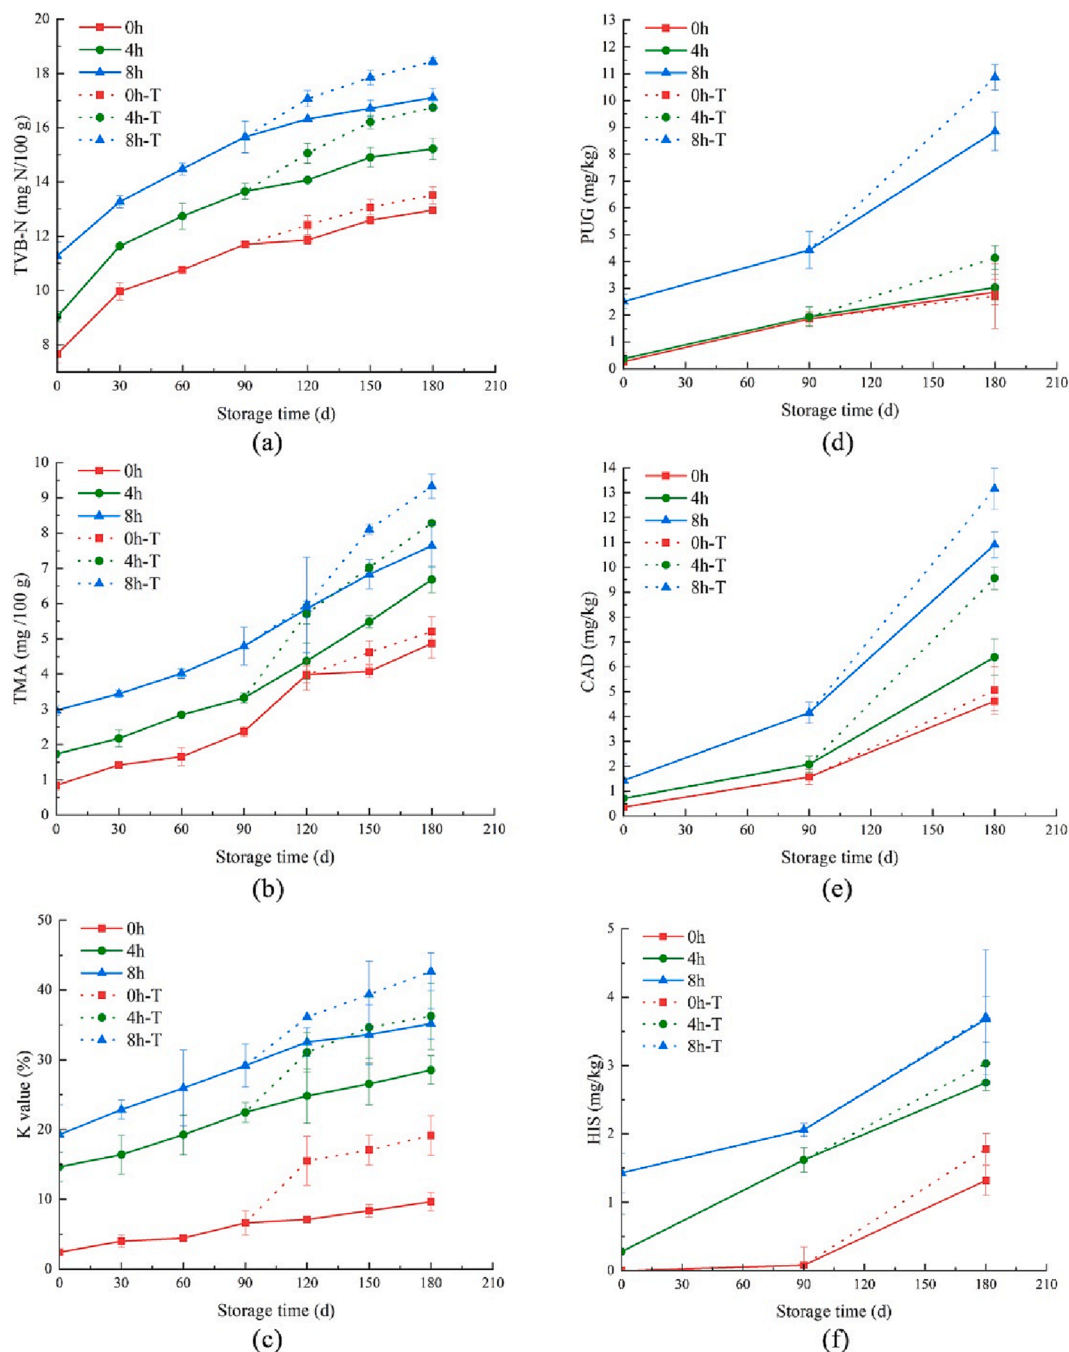 20
18
16
14
12
10
8
TVB-N (mg N/100 g)
0h
4h
8h
0h-T
4h-T
8h-T
0 30 60 90 120 150 180 210
Storage time (d)
(a)
13
12
11
10
9
8
7
6
5
4
3
2
1
0
PUG (mg/kg)
0h
4h
8h
0h-T
4h-T
8h-T
0 30 60 90 120 150 180 210
Storage time (d)
(d)
10
9
8
7
6
5
4
3
2
1
0
TMA (mg /100 g)
0h
4h
8h
0h-T
4h-T
8h-T
0 30 60 90 120 150 180 210
Storage time (d)
(b)
14
13
12
11
10
9
8
7
6
5
4
3
2
1
0
CAD (mg/kg)
0h
4h
8h
0h-T
4h-T
8h-T
0 30 60 90 120 150 180 210
Storage time (d)
(e)
50
40
30
20
10
0
K value (%)
0h
4h
8h
0h-T
4h-T
8h-T
0 30 60 90 120 150 180 210
Storage time (d)
(c)
5
4
3
2
1
0
HIS (mg/kg)
0h
4h
8h
0h-T
4h-T
8h-T
0 30 60 90 120 150 180 210
Storage time (d)
(f)